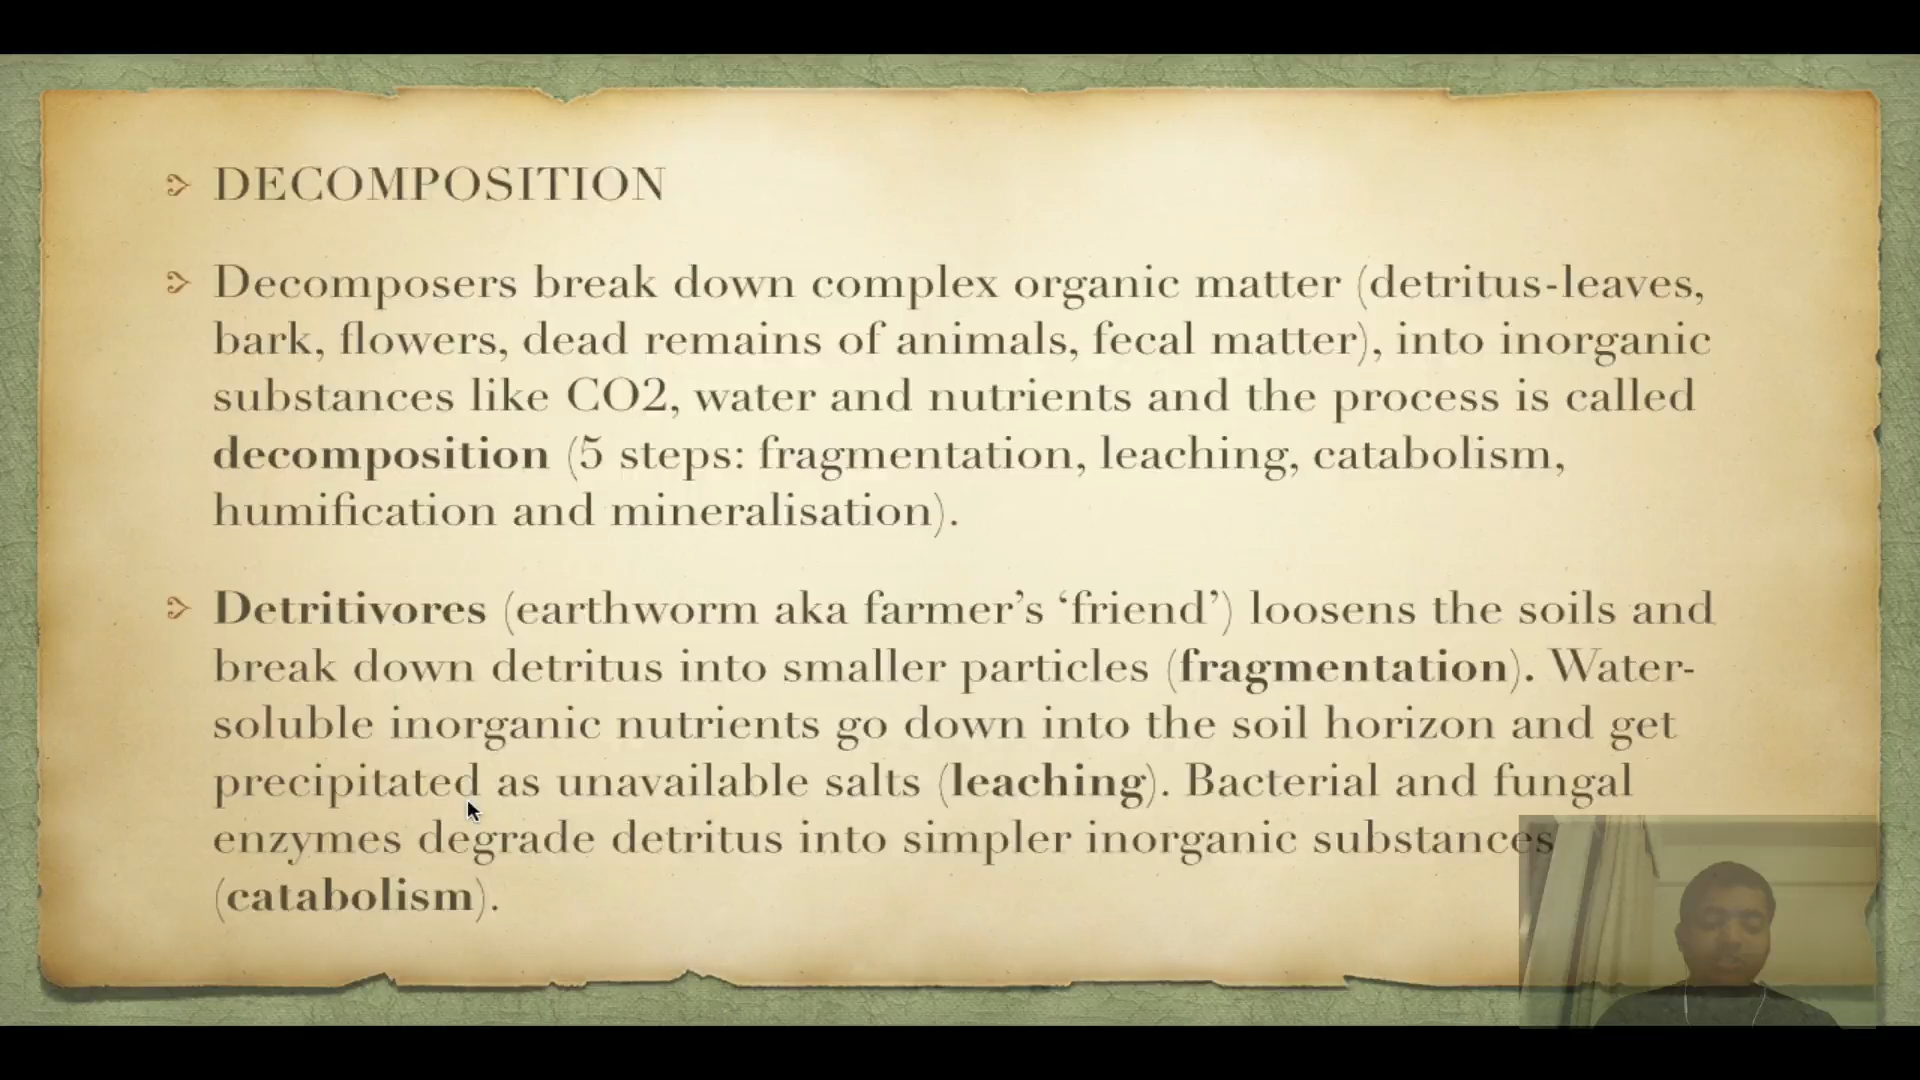 DECOMPOSITION
Decomposers break down complex organic matter (detritus-leaves,
bark, flowers, dead remains of animals, fecal matter), into inorganic
substances like CO2, water and nutrients and the process is called
decomposition (5 steps: fragmentation, leaching, catabolism,
humification and mineralisation).
Detritivores (earthworm aka farmer’s ‘friend’) loosens the soils and
break down detritus into smaller particles (fragmentation). Water-
soluble inorganic nutrients go down into the soil horizon and get
precipitated as unavailable salts (leaching). Bacterial and fungal
enzymes degrade detritus into simpler inorganic substances
(catabolism).